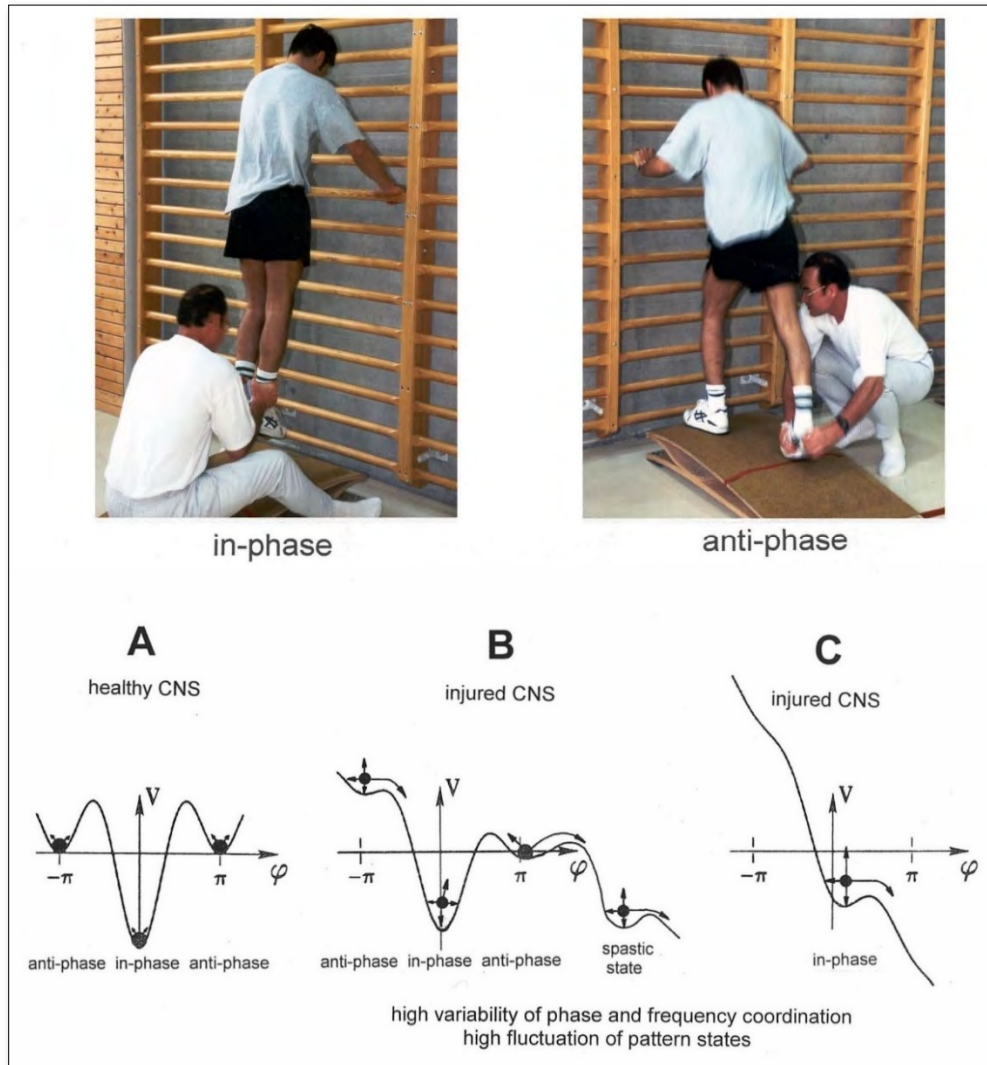 in-phase
anti-phase
A
healthy CNS
V
−π
π
φ
anti-phase in-phase anti-phase
B
injured CNS
V
−π
π
φ
anti-phase in-phase anti-phase
spastic
state
C
injured CNS
V
−π
π
φ
in-phase
high variability of phase and frequency coordination
high fluctuation of pattern states